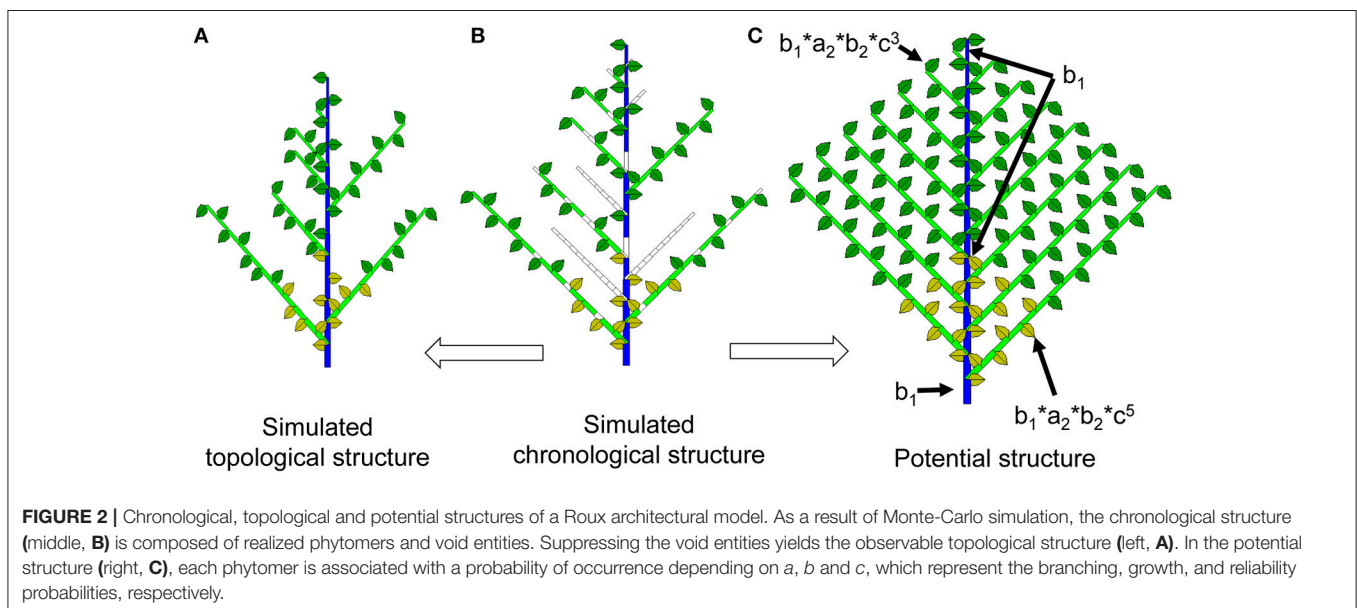 A
B
C
b₁*a₂*b₂*c³
b₁
b₁
b₁*a₂*b₂*c⁵
Simulated
topological structure
Simulated
chronological structure
Potential structure
FIGURE 2 | Chronological, topological and potential structures of a Roux architectural model. As a result of Monte-Carlo simulation, the chronological structure
(middle, B) is composed of realized phytomers and void entities. Suppressing the void entities yields the observable topological structure (left, A). In the potential
structure (right, C), each phytomer is associated with a probability of occurrence depending on a, b and c, which represent the branching, growth, and reliability
probabilities, respectively.